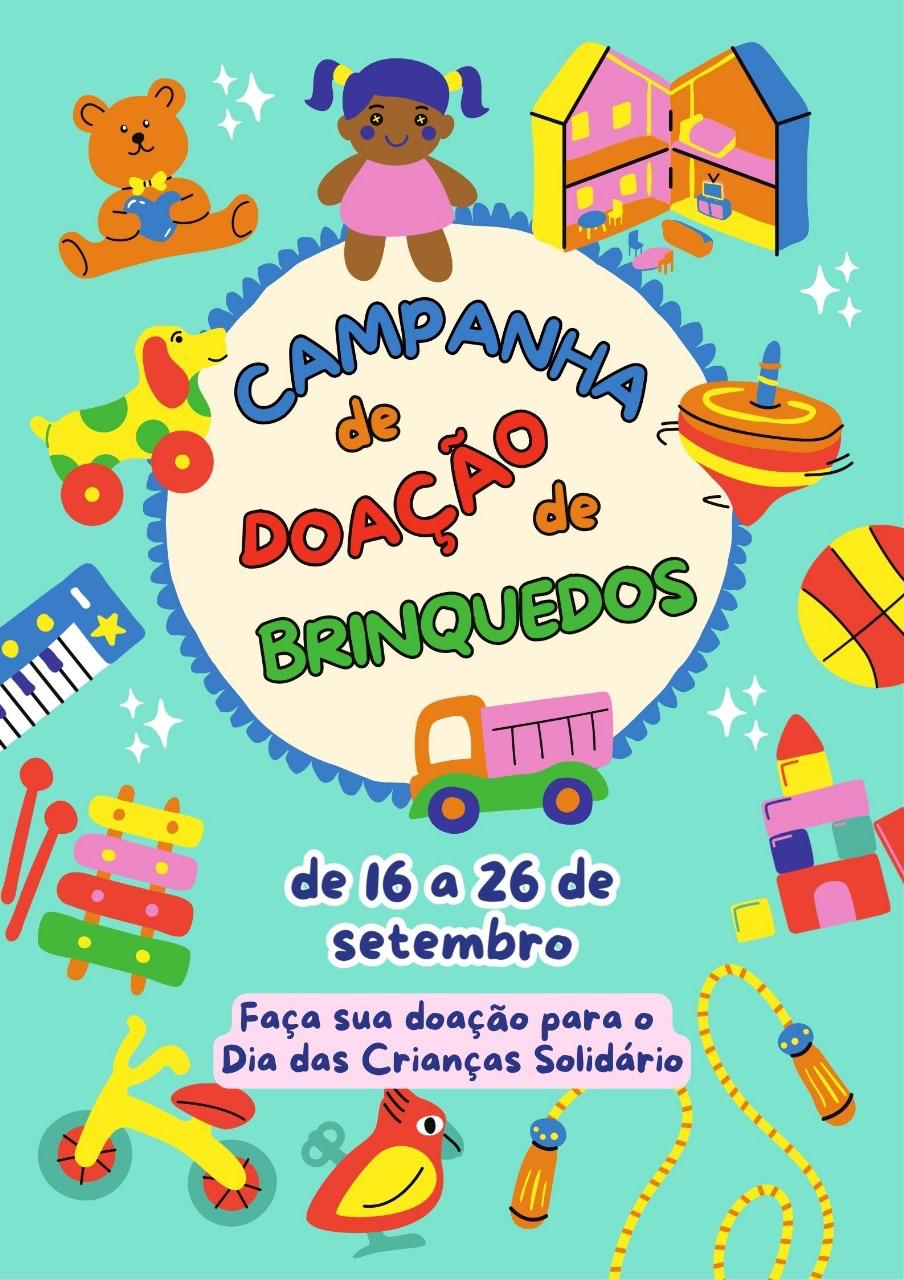 CAMPANHA
de
DOAÇÃO
de
BRINQUEDOS
de 16 a 26 de
setembro
Faça sua doação para o
Dia das Crianças Solidário